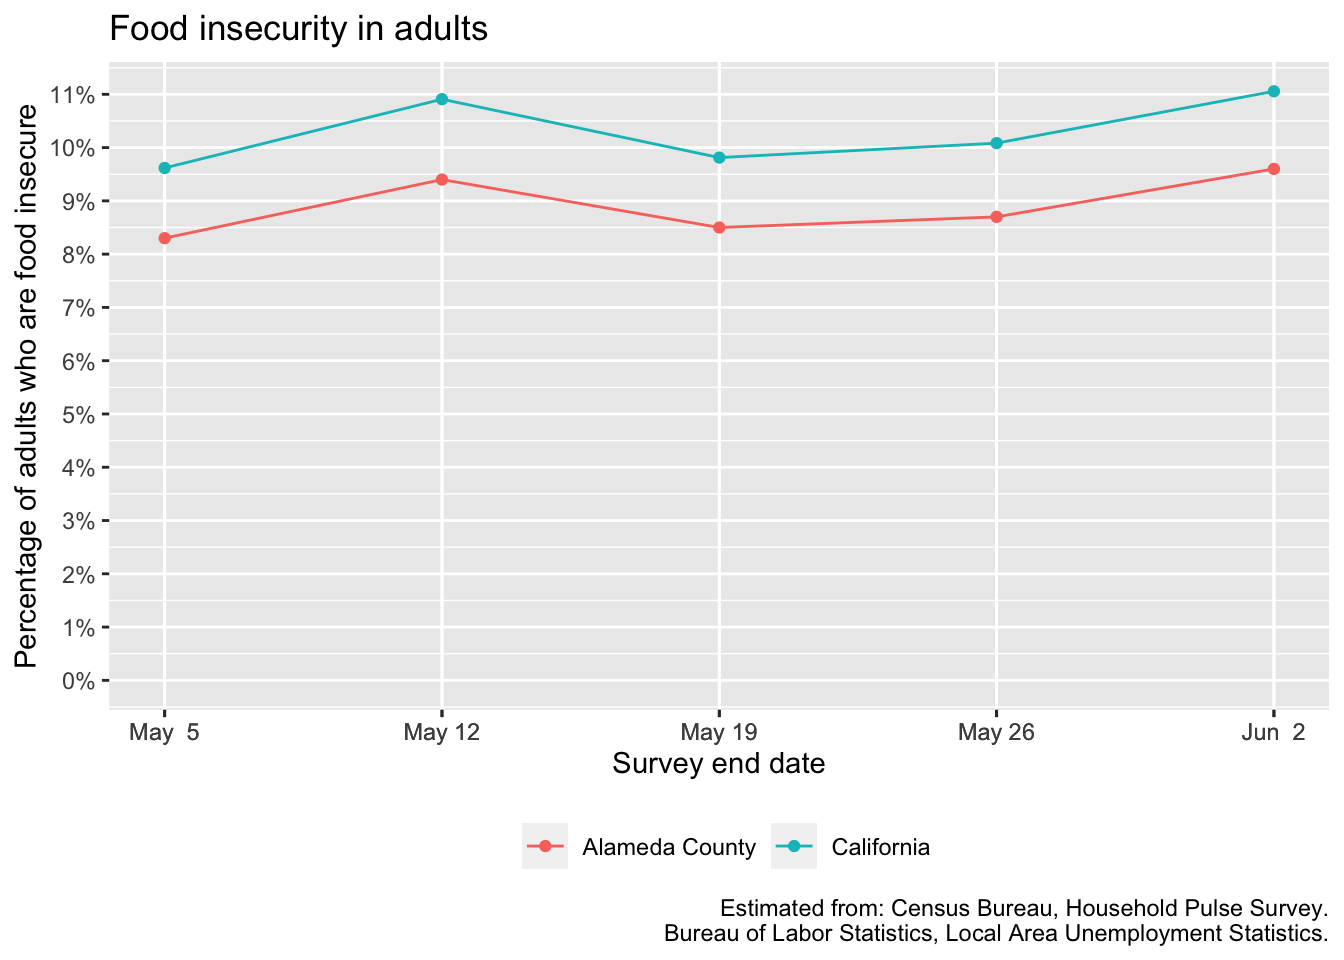 Food insecurity in adults
Percentage of adults who are food insecure
11%
10%
9%
8%
7%
6%
5%
4%
3%
2%
1%
0%
May  5
May 12
May 19
May 26
Jun  2
Survey end date
Alameda County
California
Estimated from: Census Bureau, Household Pulse Survey.
Bureau of Labor Statistics, Local Area Unemployment Statistics.